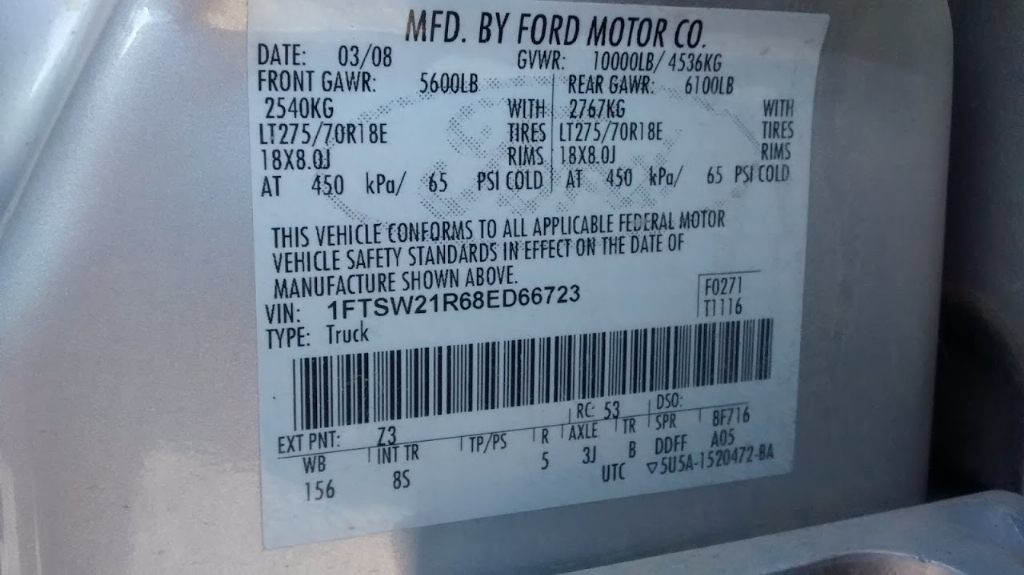 MFD. BY FORD MOTOR CO.
DATE: 03/08 GVWR: 10000LB/ 4536KG
FRONT GAWR: 5600LB REAR GAWR: 6100LB
2540KG WITH 2767KG WITH
LT275/70R18E TIRES LT275/70R18E TIRES
18X8.0J RIMS 18X8.0J RIMS
AT 450 kPa/ 65 PSI COLD AT 450 kPa/ 65 PSI COLD
THIS VEHICLE CONFORMS TO ALL APPLICABLE FEDERAL MOTOR
VEHICLE SAFETY STANDARDS IN EFFECT ON THE DATE OF
MANUFACTURE SHOWN ABOVE.
VIN: 1FTSW21R68ED66723 F0271
TYPE: Truck T1116
EXT PNT: Z3 RC: 53 DSO:
WB INT TR TP/PS R AXLE TR SPR 8F716
156 8S 5 3J B DDFF A05
UTC ▽5U5A-1520472-BA